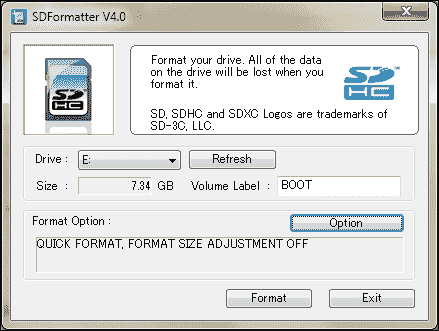 SDFormatter V4.0
Format your drive. All of the data
on the drive will be lost when you
format it.
SD, SDHC and SDXC Logos are trademarks of
SD-3C, LLC.
SD
HC
SD
HC
TM
Drive : E: Refresh
Size : 7.34 GB Volume Label : BOOT
Format Option :
Option
QUICK FORMAT, FORMAT SIZE ADJUSTMENT OFF
Format Exit